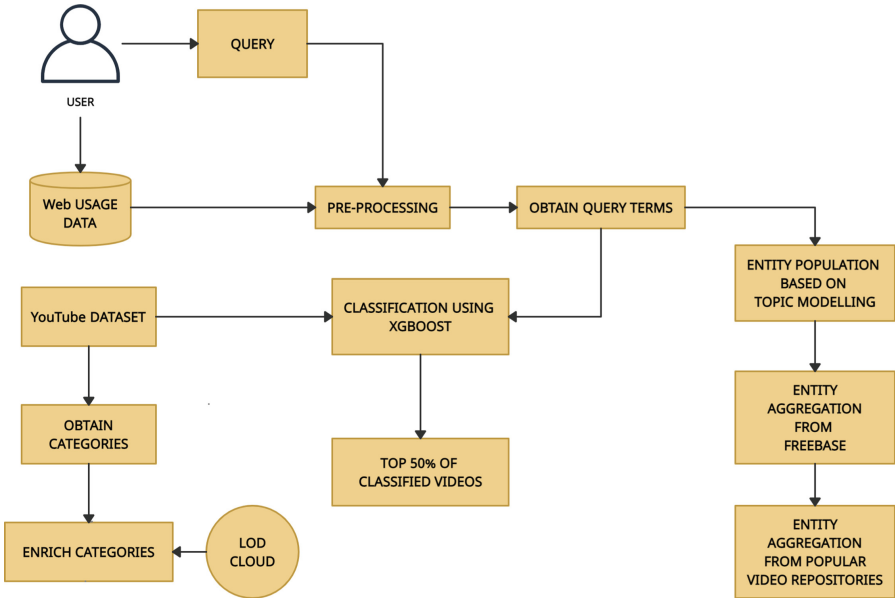 QUERY
USER
Web USAGE
DATA
PRE-PROCESSING
OBTAIN QUERY TERMS
ENTITY POPULATION
BASED ON
TOPIC MODELLING
YouTube DATASET
CLASSIFICATION USING
XGBOOST
ENTITY
AGGREGATION
FROM
FREEBASE
OBTAIN
CATEGORIES
TOP 50% OF
CLASSIFIED VIDEOS
ENRICH CATEGORIES
LOD
CLOUD
ENTITY
AGGREGATION
FROM POPULAR
VIDEO REPOSITORIES